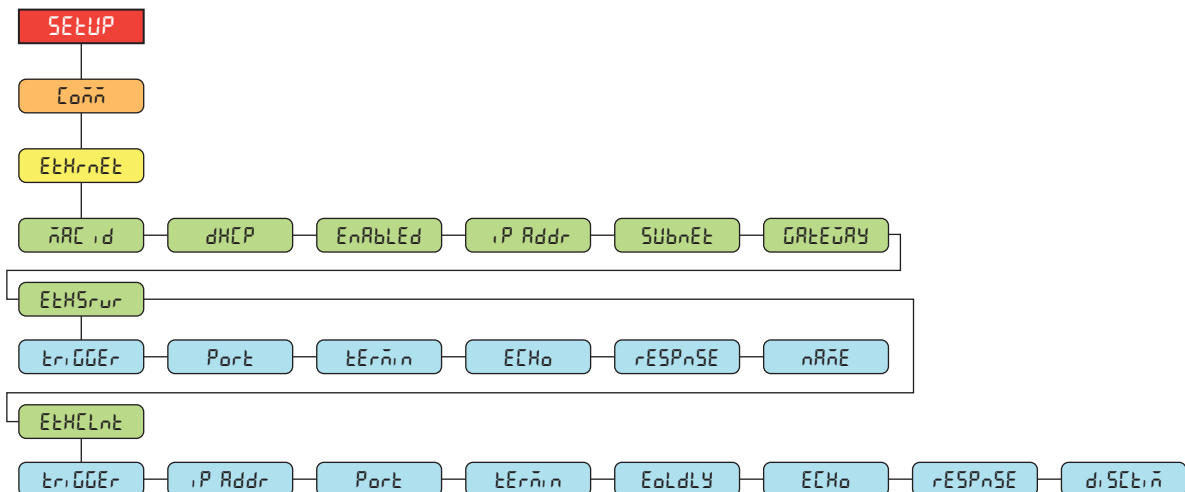 SEtUP
Comm
EtHrnEt
mAC id
dHCP
EnAbLEd
iP Addr
SUbnEt
GAtEWAY
EtHSrvr
triGGEr
Port
tErmin
ECHo
rESPnSE
nAmE
EtHCLnt
triGGEr
iP Addr
Port
tErmin
EoLdLY
ECHo
rESPnSE
diSCtim